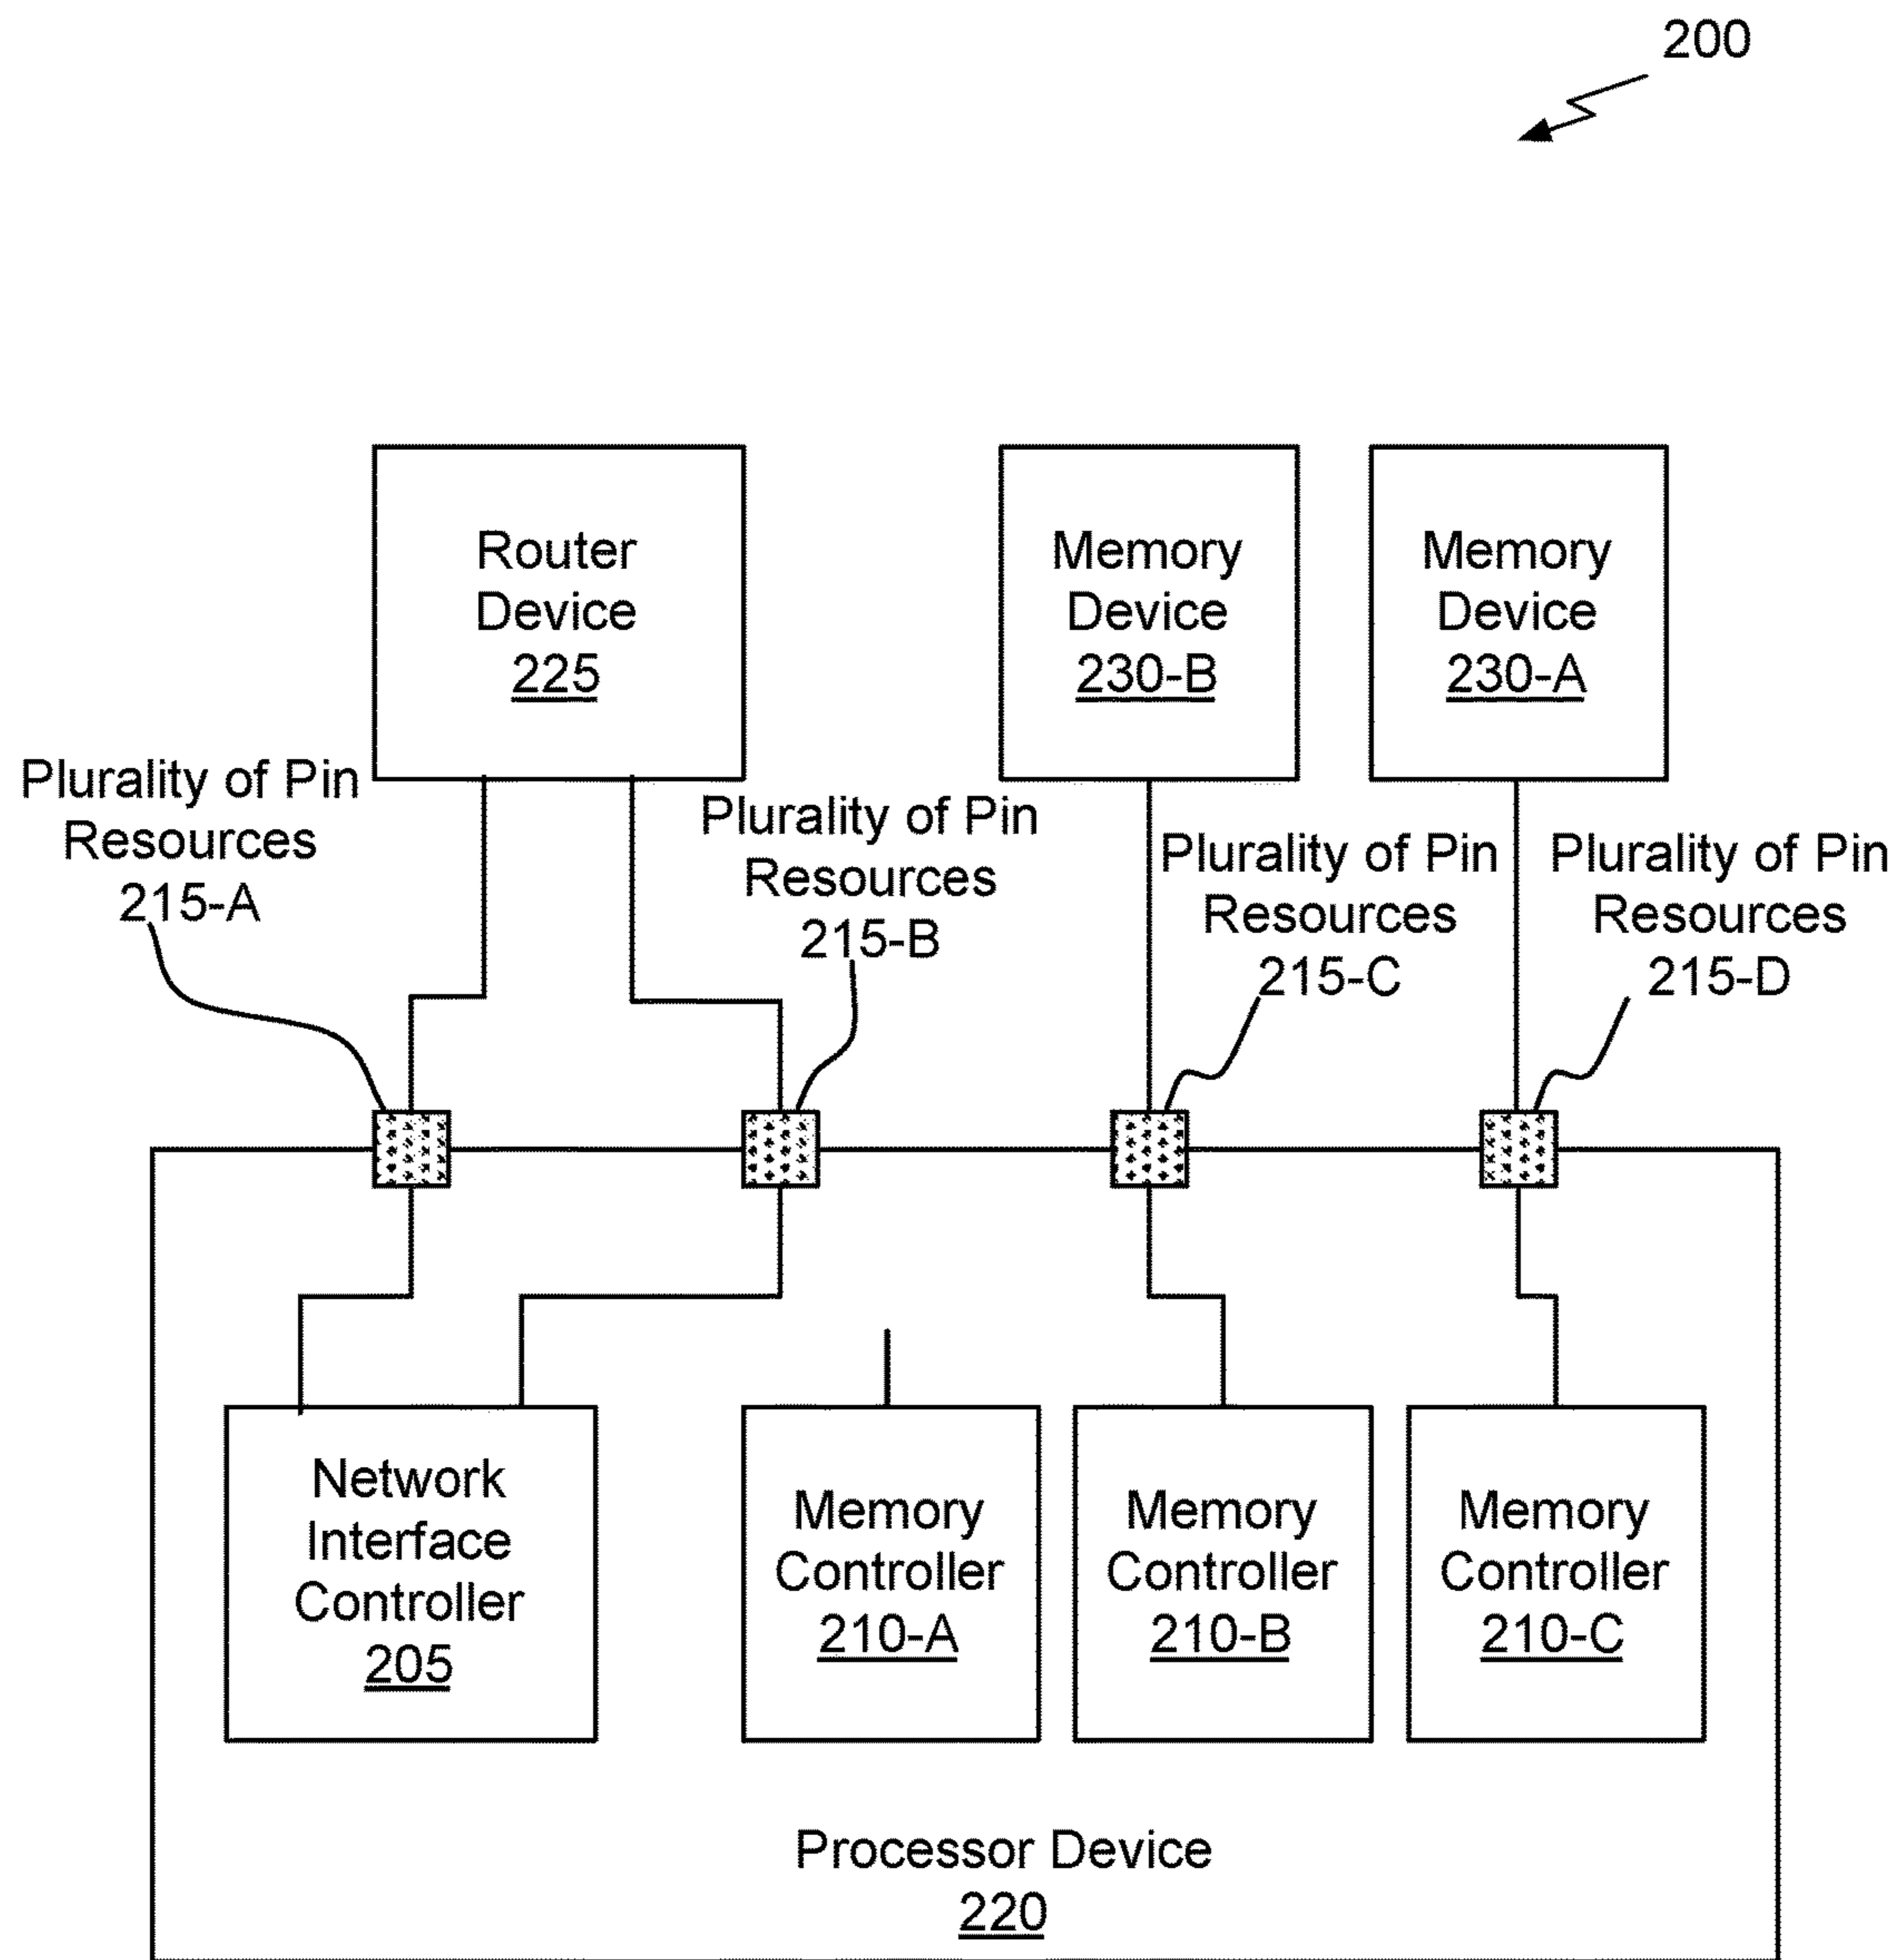 200
Router
Device
225
Memory
Device
230-B
Memory
Device
230-A
Plurality of Pin
Resources
215-A
Plurality of Pin
Resources
215-B
Plurality of Pin
Resources
215-C
Plurality of Pin
Resources
215-D
Network
Interface
Controller
205
Memory
Controller
210-A
Memory
Controller
210-B
Memory
Controller
210-C
Processor Device
220